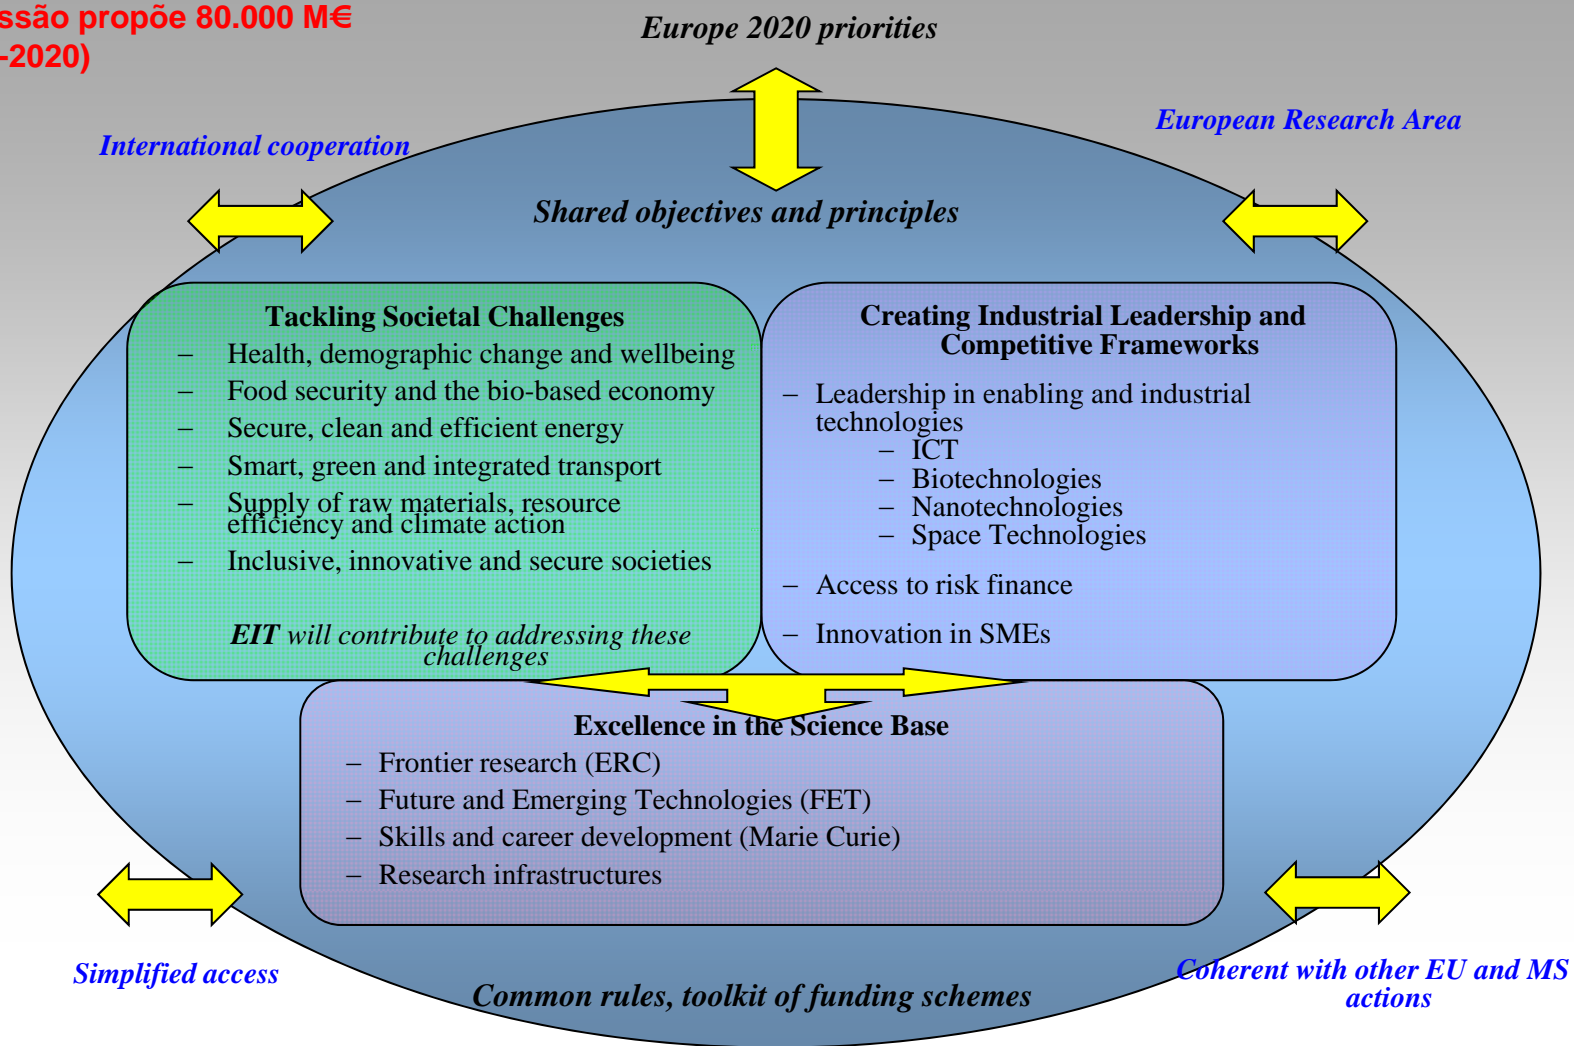 ssão propõe 80.000 M€
-2020)
Europe 2020 priorities
International cooperation
European Research Area
Shared objectives and principles
Tackling Societal Challenges
– Health, demographic change and wellbeing
– Food security and the bio-based economy
– Secure, clean and efficient energy
– Smart, green and integrated transport
– Supply of raw materials, resource
efficiency and climate action
– Inclusive, innovative and secure societies
EIT will contribute to addressing these
challenges
Creating Industrial Leadership and
Competitive Frameworks
– Leadership in enabling and industrial
technologies
– ICT
– Biotechnologies
– Nanotechnologies
– Space Technologies
– Access to risk finance
– Innovation in SMEs
Excellence in the Science Base
– Frontier research (ERC)
– Future and Emerging Technologies (FET)
– Skills and career development (Marie Curie)
– Research infrastructures
Simplified access
Common rules, toolkit of funding schemes
Coherent with other EU and MS
actions